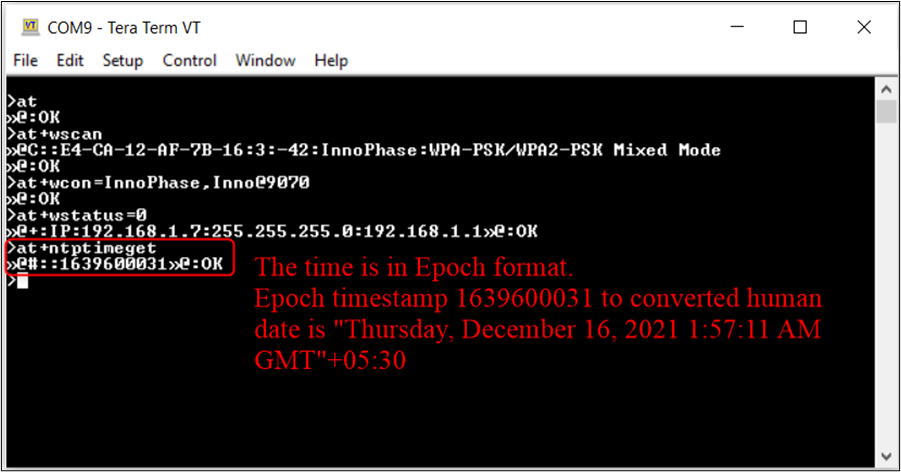 VT COM9 - Tera Term VT
File Edit Setup Control Window Help
>at
»@:OK
>at+wscan
»@C::E4-CA-12-AF-7B-16:3:-42:InnoPhase:WPA-PSK/WPA2-PSK Mixed Mode
»@:OK
>at+wcon=InnoPhase,Inno@9070
»@:OK
>at+wstatus=0
»@+:IP:192.168.1.7:255.255.255.0:192.168.1.1»@:OK
>at+ntptimeget
»@#::1639600031»@:OK
>
The time is in Epoch format.
Epoch timestamp 1639600031 to converted human
date is "Thursday, December 16, 2021 1:57:11 AM
GMT"+05:30